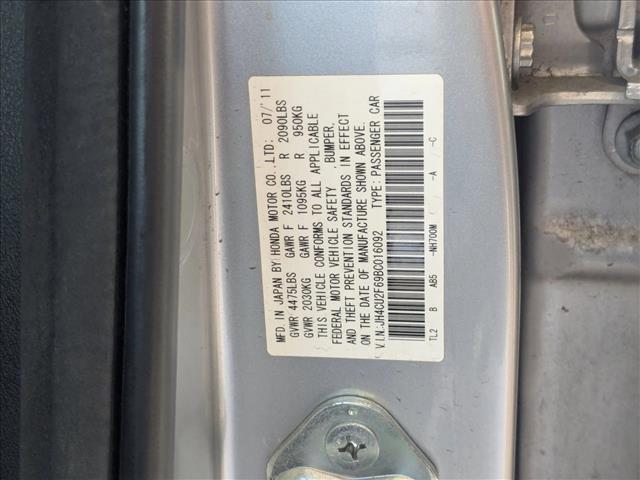 MFD. IN JAPAN BY HONDA MOTOR CO.,LTD: 07/'11
GVWR 4475LBS GAWR F 2410LBS R 2090LBS
GVWR 2030KG GAWR F 1095KG R 950KG
THIS VEHICLE CONFORMS TO ALL APPLICABLE
FEDERAL MOTOR VEHICLE SAFETY ,BUMPER,
AND THEFT PREVENTION STANDARDS IN EFFECT
ON THE DATE OF MANUFACTURE SHOWN ABOVE.
V.I.N.:JH4CU2F69BC016092 TYPE:PASSENGER CAR
TL2 B AB5 -NH700M -A -C